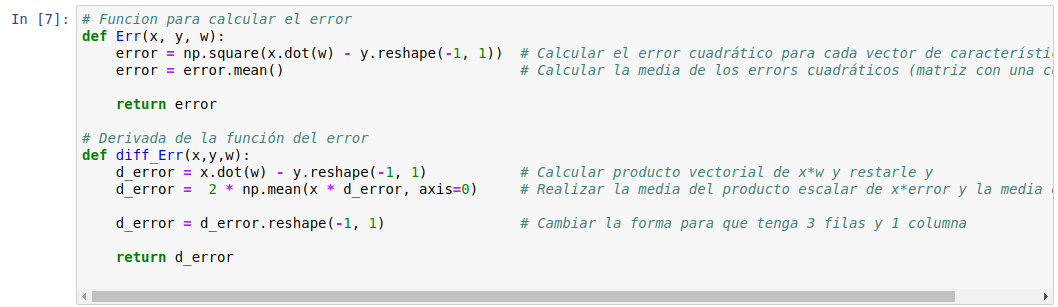 In [7]: # Funcion para calcular el error
def Err(x, y, w):
    error = np.square(x.dot(w) - y.reshape(-1, 1))  # Calcular el error cuadrático para cada vector de
    error = error.mean()                            # Calcular la media de los errors cuadráticos (matriz con una
    return error
# Derivada de la función del error
def diff_Err(x,y,w):
    d_error = x.dot(w) - y.reshape(-1, 1)           # Calcular producto vectorial de x*w y restarle y
    d_error =  2 * np.mean(x * d_error, axis=0)     # Realizar la media del producto escalar de x*error y la media
    d_error = d_error.reshape(-1, 1)                # Cambiar la forma para que tenga 3 filas y 1 columna
    return d_error